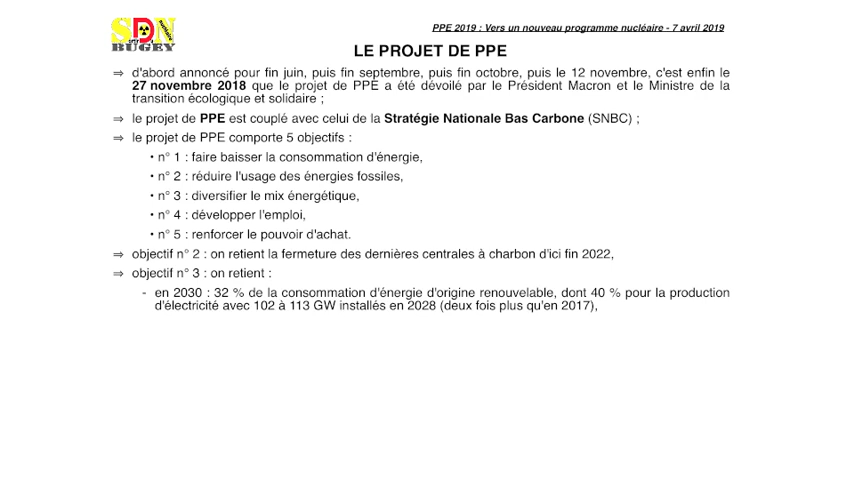 SDN
nucléaire
BUGEY
PPE 2019 : Vers un nouveau programme nucléaire - 7 avril 2019
LE PROJET DE PPE
⇒ d'abord annoncé pour fin juin, puis fin septembre, puis fin octobre, puis le 12 novembre, c'est enfin le
27 novembre 2018 que le projet de PPE a été dévoilé par le Président Macron et le Ministre de la
transition écologique et solidaire ;
⇒ le projet de PPE est couplé avec celui de la Stratégie Nationale Bas Carbone (SNBC) ;
⇒ le projet de PPE comporte 5 objectifs :
• n° 1 : faire baisser la consommation d'énergie,
• n° 2 : réduire l'usage des énergies fossiles,
• n° 3 : diversifier le mix énergétique,
• n° 4 : développer l'emploi,
• n° 5 : renforcer le pouvoir d'achat.
⇒ objectif n° 2 : on retient la fermeture des dernières centrales à charbon d'ici fin 2022,
⇒ objectif n° 3 : on retient :
- en 2030 : 32 % de la consommation d'énergie d'origine renouvelable, dont 40 % pour la production
d'électricité avec 102 à 113 GW installés en 2028 (deux fois plus qu'en 2017),